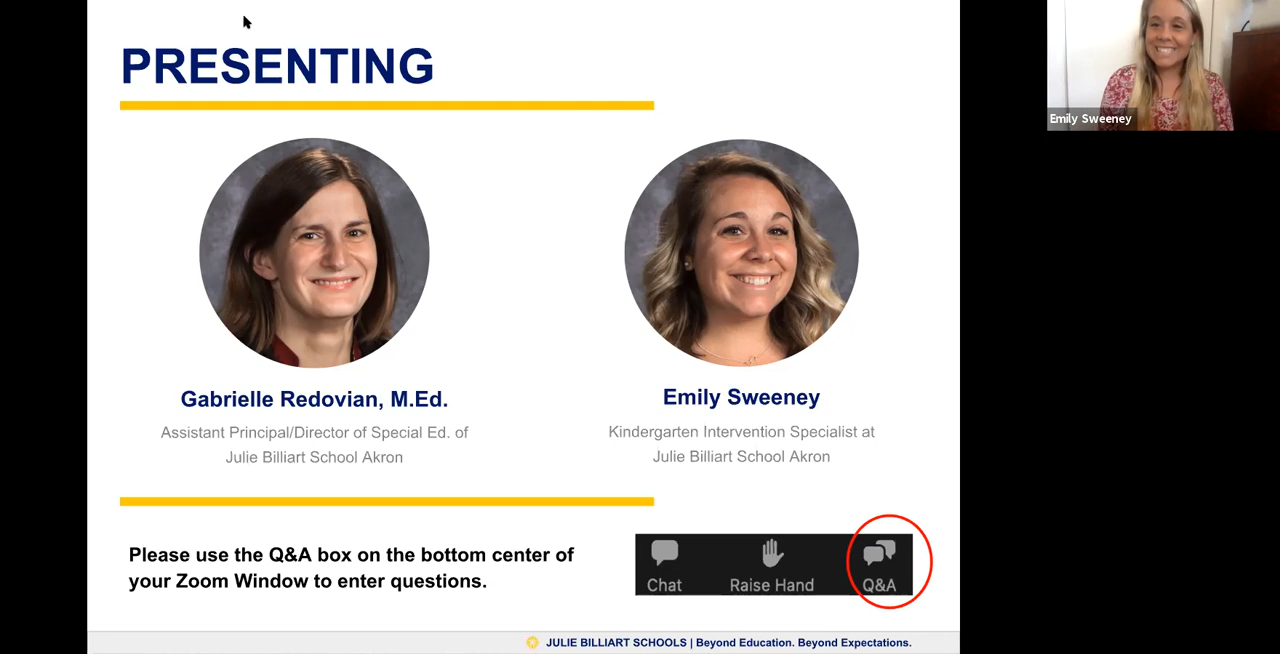 PRESENTING
Emily Sweeney
Gabrielle Redovian, M.Ed.
Assistant Principal/Director of Special Ed. of
Julie Billiart School Akron
Emily Sweeney
Kindergarten Intervention Specialist at
Julie Billiart School Akron
Please use the Q&A box on the bottom center of
your Zoom Window to enter questions.
Chat
Raise Hand
Q&A
JULIE BILLIART SCHOOLS | Beyond Education. Beyond Expectations.